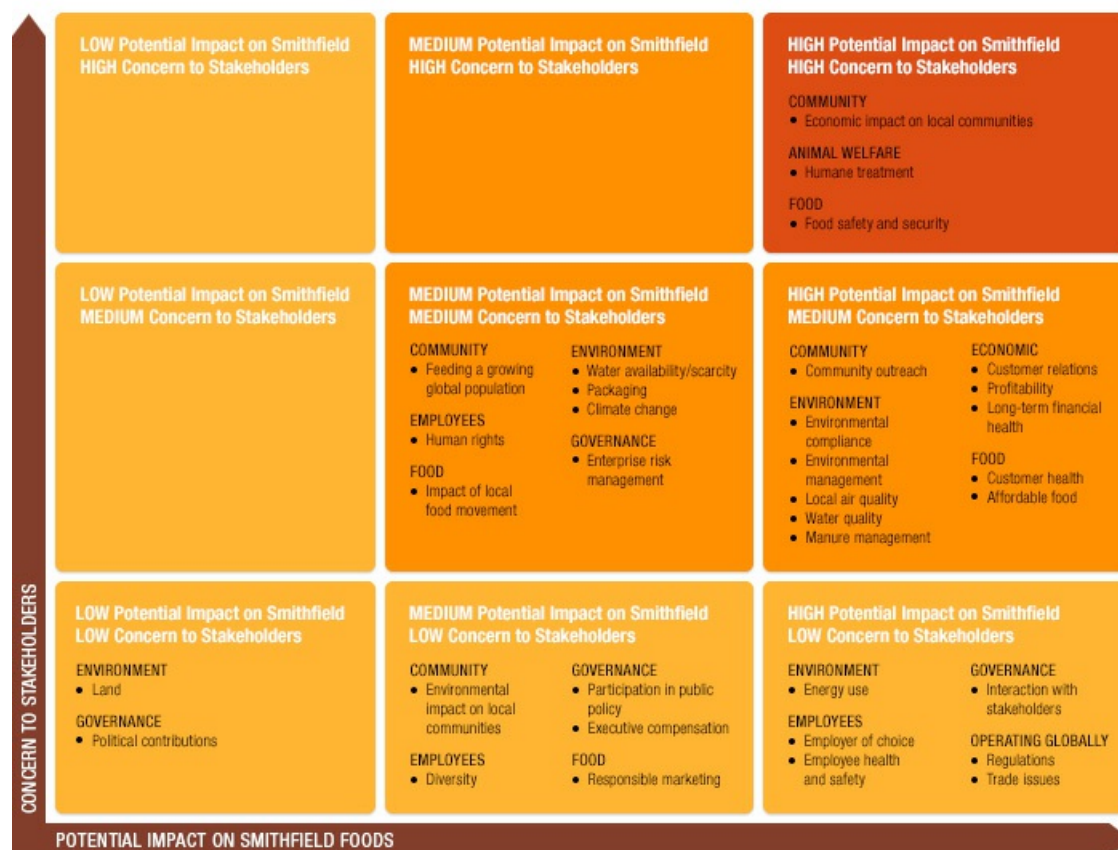 LOW Potential Impact on Smithfield
HIGH Concern to Stakeholders
MEDIUM Potential Impact on Smithfield
HIGH Concern to Stakeholders
HIGH Potential Impact on Smithfield
HIGH Concern to Stakeholders
COMMUNITY
• Economic impact on local communities
ANIMAL WELFARE
• Humane treatment
FOOD
• Food safety and security
LOW Potential Impact on Smithfield
MEDIUM Concern to Stakeholders
MEDIUM Potential Impact on Smithfield
MEDIUM Concern to Stakeholders
COMMUNITY
• Feeding a growing
global population
EMPLOYEES
• Human rights
FOOD
• Impact of local
food movement
ENVIRONMENT
• Water availability/scarcity
• Packaging
• Climate change
GOVERNANCE
• Enterprise risk
management
HIGH Potential Impact on Smithfield
MEDIUM Concern to Stakeholders
COMMUNITY
• Community outreach
ENVIRONMENT
• Environmental
compliance
• Environmental
management
• Local air quality
• Water quality
• Manure management
ECONOMIC
• Customer relations
• Profitability
• Long-term financial
health
FOOD
• Customer health
• Affordable food
LOW Potential Impact on Smithfield
LOW Concern to Stakeholders
ENVIRONMENT
• Land
GOVERNANCE
• Political contributions
MEDIUM Potential Impact on Smithfield
LOW Concern to Stakeholders
COMMUNITY
• Environmental
impact on local
communities
EMPLOYEES
• Diversity
GOVERNANCE
• Participation in public
policy
• Executive compensation
FOOD
• Responsible marketing
HIGH Potential Impact on Smithfield
LOW Concern to Stakeholders
ENVIRONMENT
• Energy use
EMPLOYEES
• Employer of choice
• Employee health
and safety
GOVERNANCE
• Interaction with
stakeholders
OPERATING GLOBALLY
• Regulations
• Trade issues
CONCERN TO STAKEHOLDERS
POTENTIAL IMPACT ON SMITHFIELD FOODS